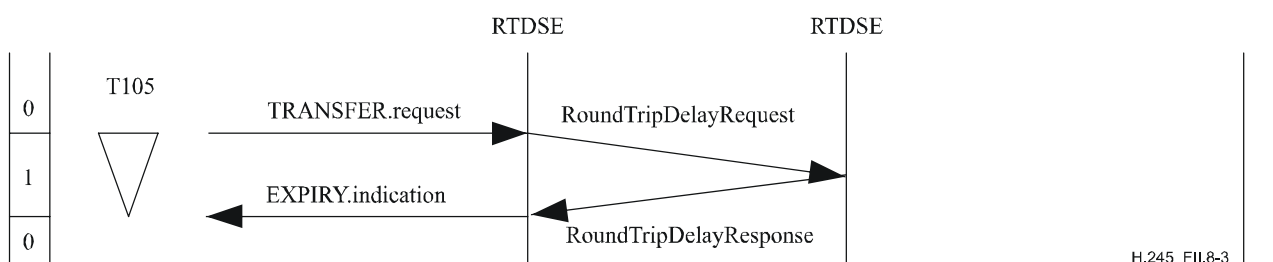 RTDSE RTDSE
T105
0
TRANSFER.request RoundTripDelayRequest
1
EXPIRY.indication
0
RoundTripDelayResponse
H.245_FII.8-3